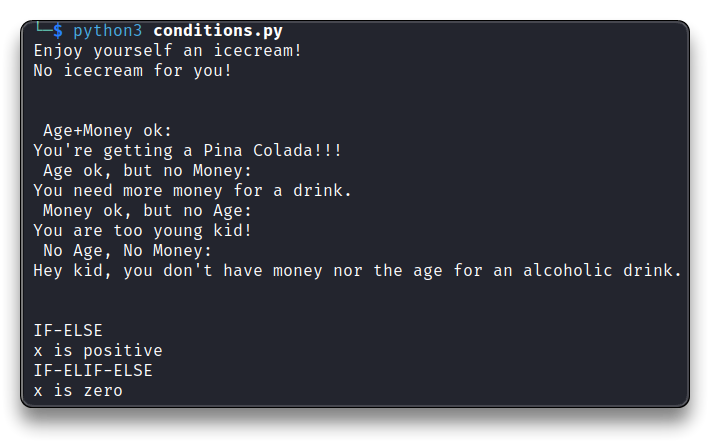 └─$ python3 conditions.py
Enjoy yourself an icecream!
No icecream for you!
Age+Money ok:
You're getting a Pina Colada!!!
Age ok, but no Money:
You need more money for a drink.
Money ok, but no Age:
You are too young kid!
No Age, No Money:
Hey kid, you don't have money nor the age for an alcoholic drink.
IF-ELSE
x is positive
IF-ELIF-ELSE
x is zero